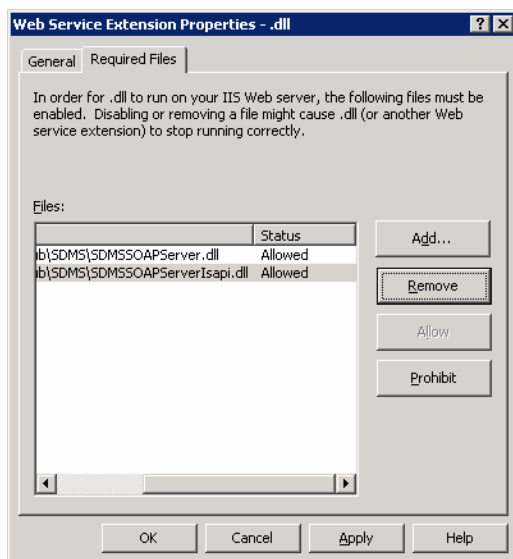 Web Service Extension Properties - .dll
General Required Files
In order for .dll to run on your IIS Web server, the following files must be
enabled. Disabling or removing a file might cause .dll (or another Web
service extension) to stop running correctly.
Files:
Status
ub\SDMS\SDMSSOAPServer.dll Allowed
ub\SDMS\SDMSSOAPServerIsapi.dll Allowed
Add...
Remove
Allow
Prohibit
OK Cancel Apply Help